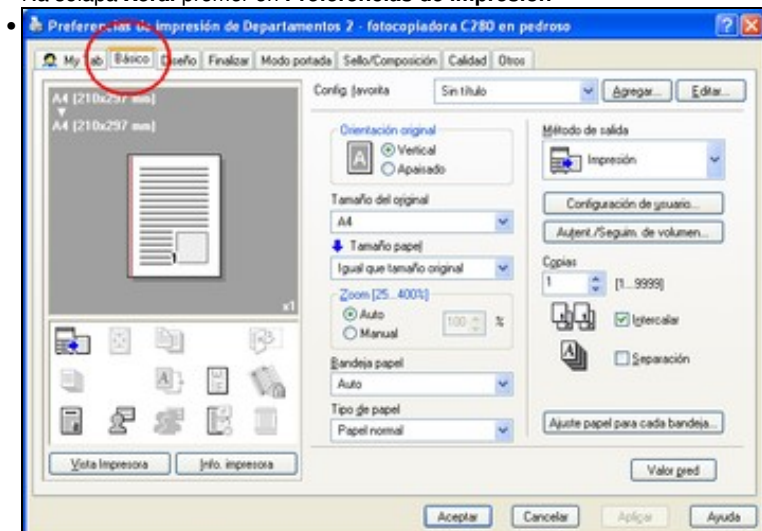 Preferencias de impresión de Departamentos 2 - fotocopiadora C280 en pedroso
My Tab Básico Diseño Finalizar Modo portada Sello/Composición Calidad Otros
A4 [210x297 mm]
A4 [210x297 mm]
x1
Config. favorita Sin título Agregar... Editar...
Orientación original
Vertical
Apaisado
Tamaño del original
A4
Tamaño papel
Igual que tamaño original
Zoom [25...400%]
Auto
Manual
100 %
Bandeja papel
Auto
Tipo de papel
Papel normal
Método de salida
Impresión
Configuración de usuario...
Autent./Seguim. de volumen...
Copias
1 [1...9999]
Intercalar
Separación
Ajuste papel para cada bandeja...
Vista Impresora Info. impresora
Valor pred
Aceptar Cancelar Aplicar Ayuda